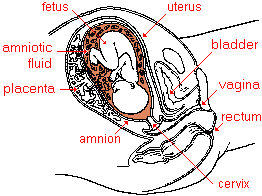 fetus
uterus
bladder
amniotic
fluid
placenta
vagina
rectum
amnion
cervix